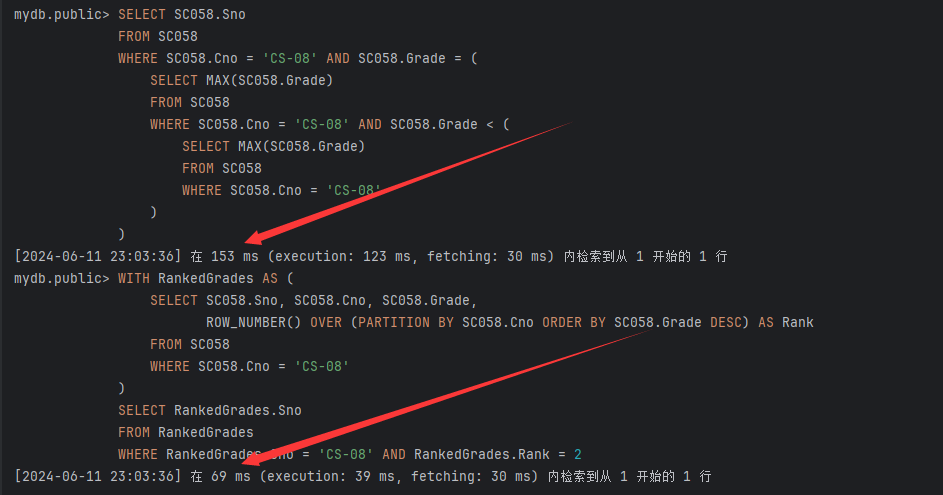 mydb.public> SELECT SC058.Sno
FROM SC058
WHERE SC058.Cno = 'CS-08' AND SC058.Grade = (
SELECT MAX(SC058.Grade)
FROM SC058
WHERE SC058.Cno = 'CS-08' AND SC058.Grade < (
SELECT MAX(SC058.Grade)
FROM SC058
WHERE SC058.Cno = 'CS-08'
)
)
[2024-06-11 23:03:36] 在 153 ms (execution: 123 ms, fetching: 30 ms) 内检索到从 1 开始的 1 行
mydb.public> WITH RankedGrades AS (
SELECT SC058.Sno, SC058.Cno, SC058.Grade,
ROW_NUMBER() OVER (PARTITION BY SC058.Cno ORDER BY SC058.Grade DESC) AS Rank
FROM SC058
WHERE SC058.Cno = 'CS-08'
)
SELECT RankedGrades.Sno
FROM RankedGrades
WHERE RankedGrades.Cno = 'CS-08' AND RankedGrades.Rank = 2
[2024-06-11 23:03:36] 在 69 ms (execution: 39 ms, fetching: 30 ms) 内检索到从 1 开始的 1 行